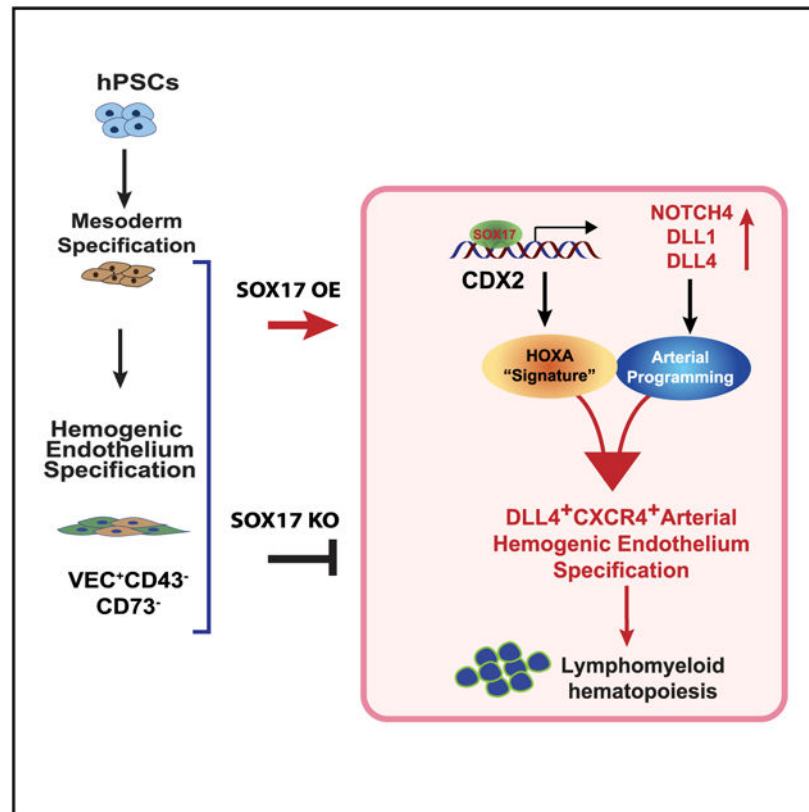 hPSCs
Mesoderm
Specification
Hemogenic
Endothelium
Specification
VEC⁺CD43⁻
CD73⁻
SOX17 OE
SOX17 KO
SOX17
CDX2
NOTCH4
DLL1
DLL4
HOXA
“Signature”
Arterial
Programming
DLL4⁺CXCR4⁺Arterial
Hemogenic Endothelium
Specification
Lymphomyeloid
hematopoiesis